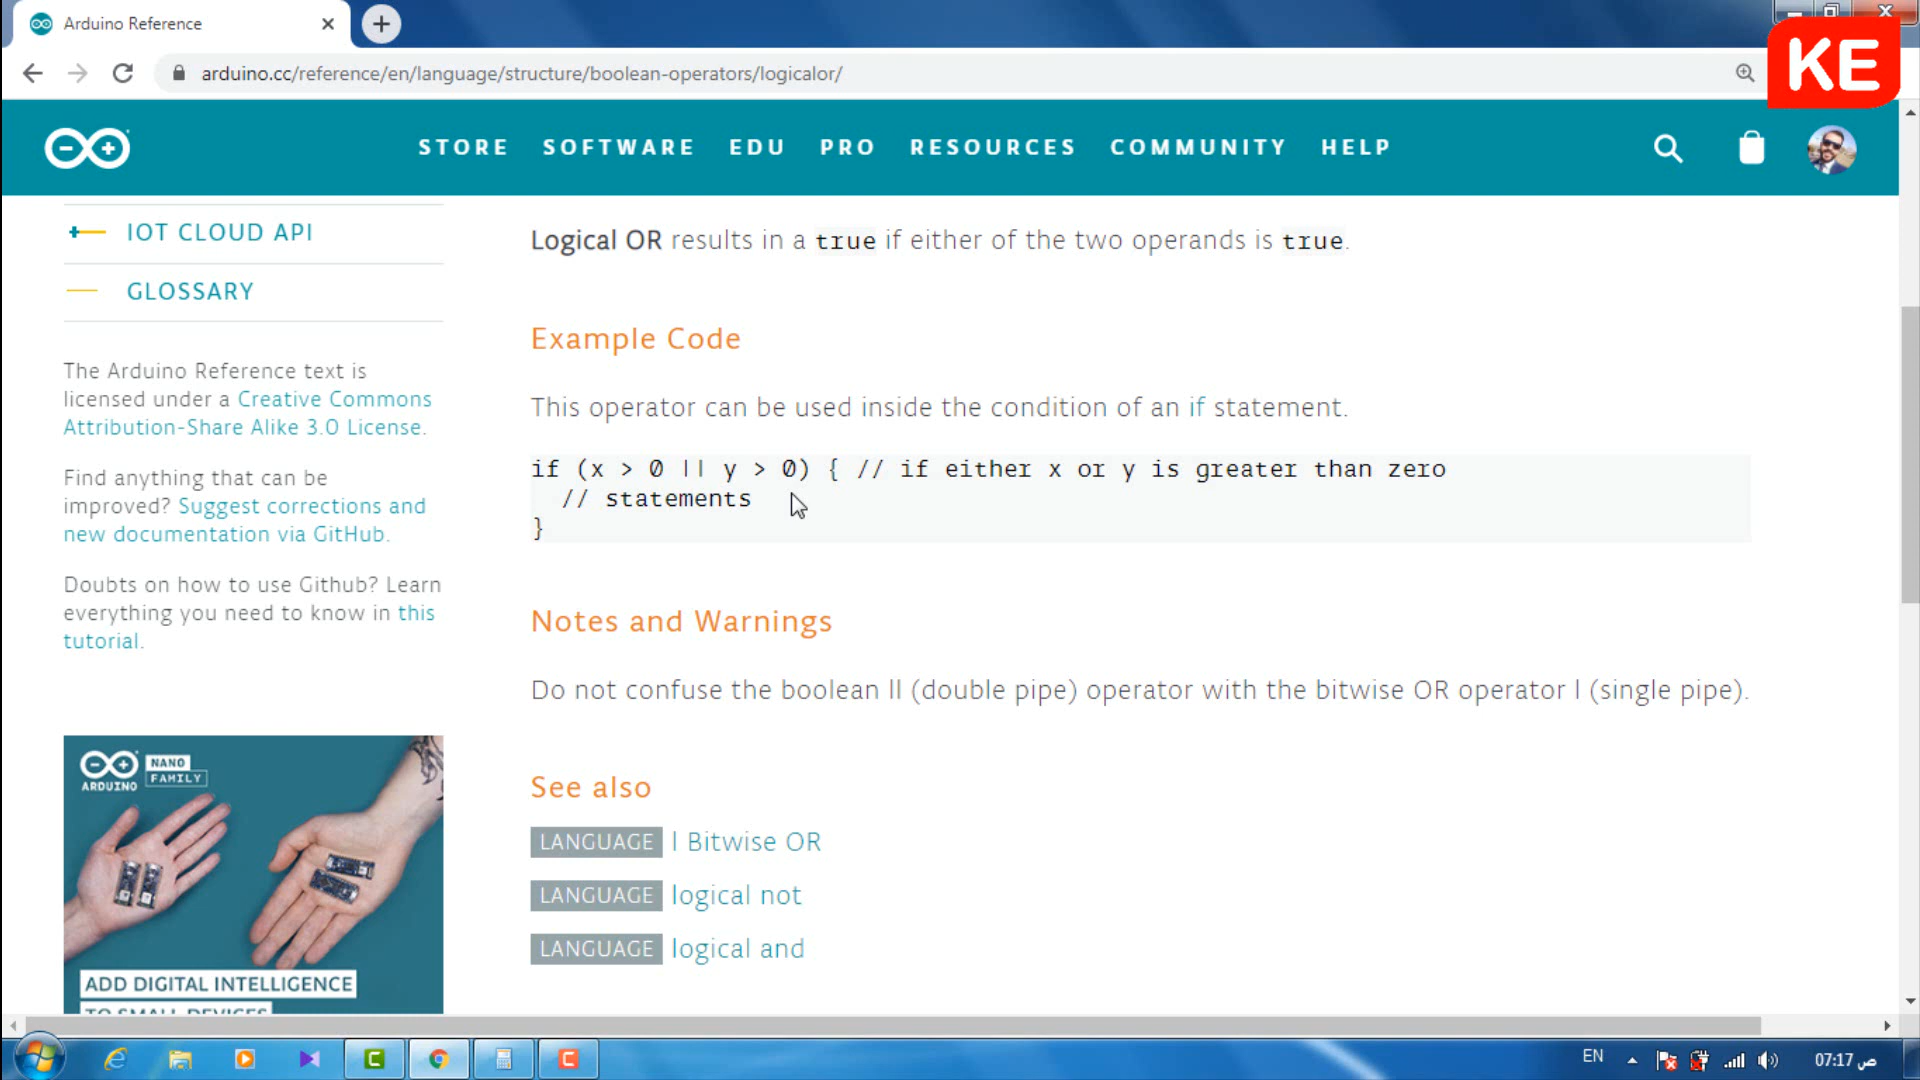 Arduino Reference
KE
arduino.cc/reference/en/language/structure/boolean-operators/logicalor/
STORE SOFTWARE EDU PRO RESOURCES COMMUNITY HELP
IOT CLOUD API
GLOSSARY
The Arduino Reference text is
licensed under a Creative Commons
Attribution-Share Alike 3.0 License.
Find anything that can be
improved? Suggest corrections and
new documentation via GitHub.
Doubts on how to use Github? Learn
everything you need to know in this
tutorial.
ARDUINO
NANO
FAMILY
ADD DIGITAL INTELLIGENCE
TO SMALL DEVICES
Logical OR results in a true if either of the two operands is true.
Example Code
This operator can be used inside the condition of an if statement.
if (x > 0 || y > 0) { // if either x or y is greater than zero
// statements
}
Notes and Warnings
Do not confuse the boolean || (double pipe) operator with the bitwise OR operator | (single pipe).
See also
LANGUAGE | Bitwise OR
LANGUAGE logical not
LANGUAGE logical and
EN
07:17 ص